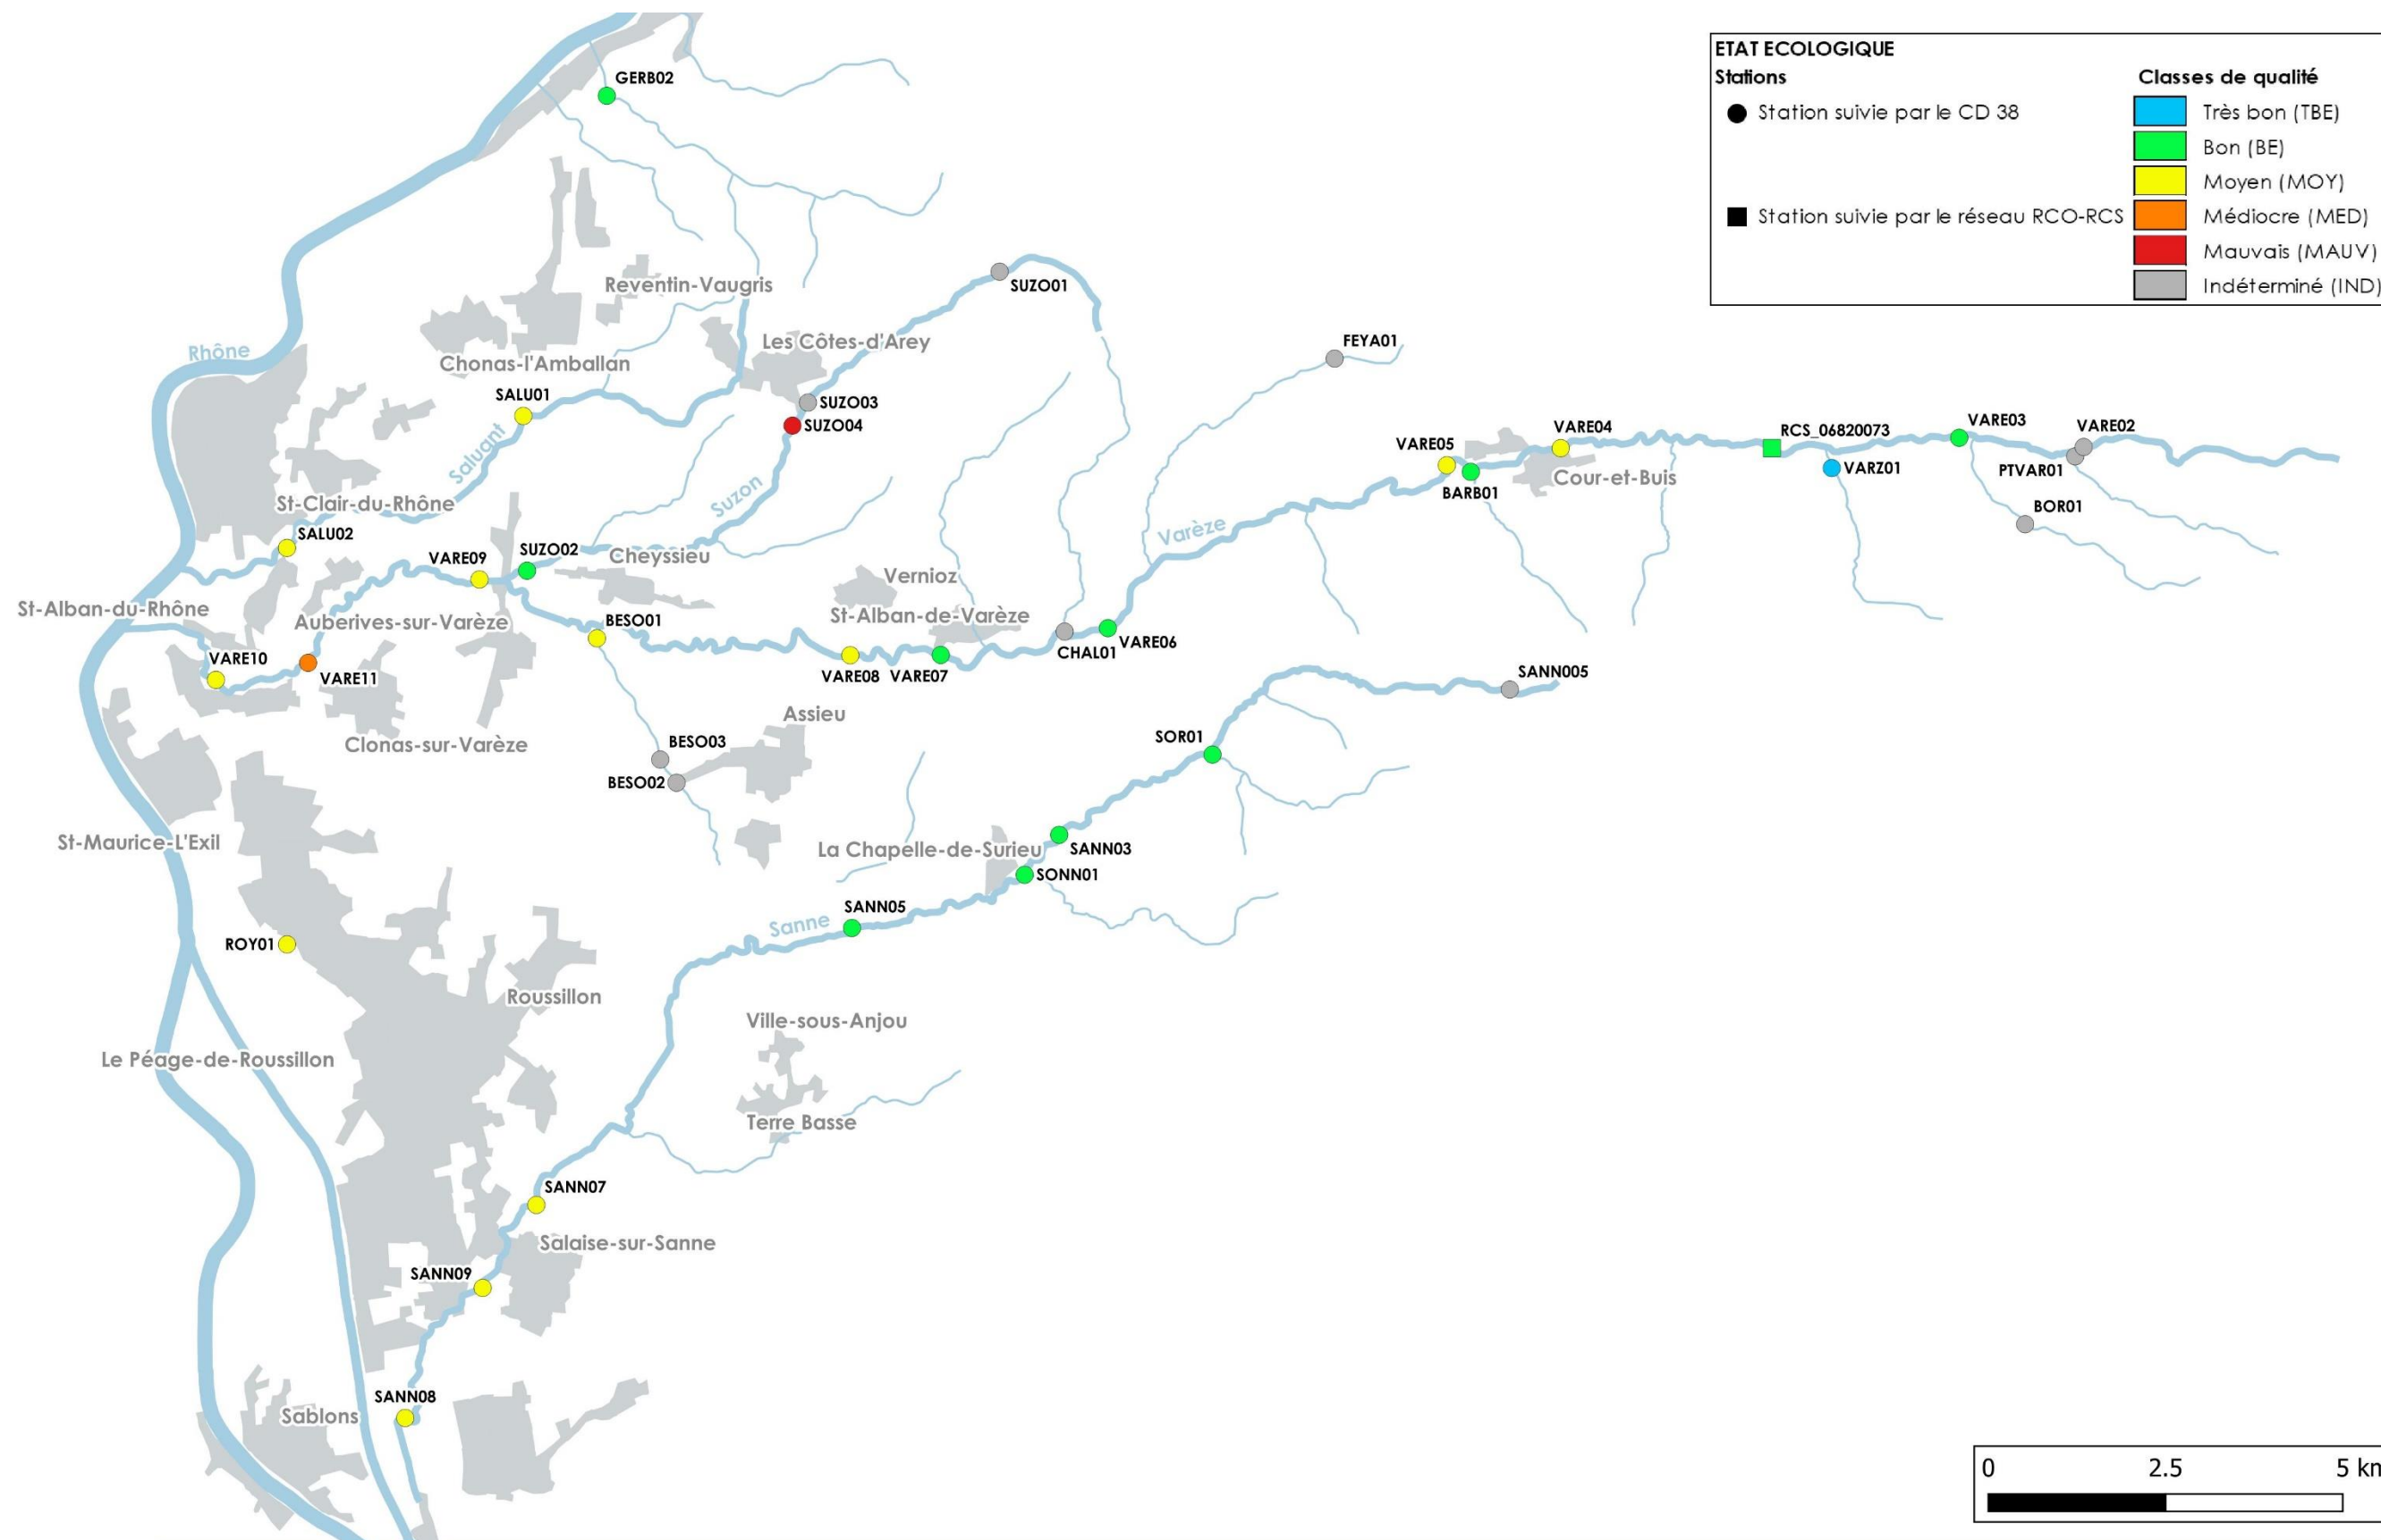 ETAT ECOLOGIQUE
Stations
Classes de qualité
Station suivie par le CD 38
Station suivie par le réseau RCO-RCS
Très bon (TBE)
Bon (BE)
Moyen (MOY)
Médiocre (MED)
Mauvais (MAUV)
Indéterminé (IND)
GERB02
Reventin-Vaugris
SUZO01
Rhône
Chonas-l'Amballan
Les Côtes-d'Arey
FEYA01
SALU01
SUZO03
SUZO04
Saluant
VARE05
VARE04
RCS_06820073
VARE03
VARE02
PTVAR01
VARZ01
BARB01
Cour-et-Buis
BOR01
St-Clair-du-Rhône
Suzon
SALU02
VARE09
SUZO02
Cheyssieu
Varèze
Vernioz
St-Alban-du-Rhône
Auberives-sur-Varèze
BESO01
St-Alban-de-Varèze
VARE06
CHAL01
VARE10
VARE11
VARE08
VARE07
SANN005
Assieu
Clonas-sur-Varèze
BESO03
BESO02
SOR01
St-Maurice-L'Exil
La Chapelle-de-Surieu
SANN03
SONN01
SANN05
Sanne
ROY01
Roussillon
Ville-sous-Anjou
Le Péage-de-Roussillon
Terre Basse
SANN07
Salaise-sur-Sanne
SANN09
SANN08
Sablons
0
2.5
5 km